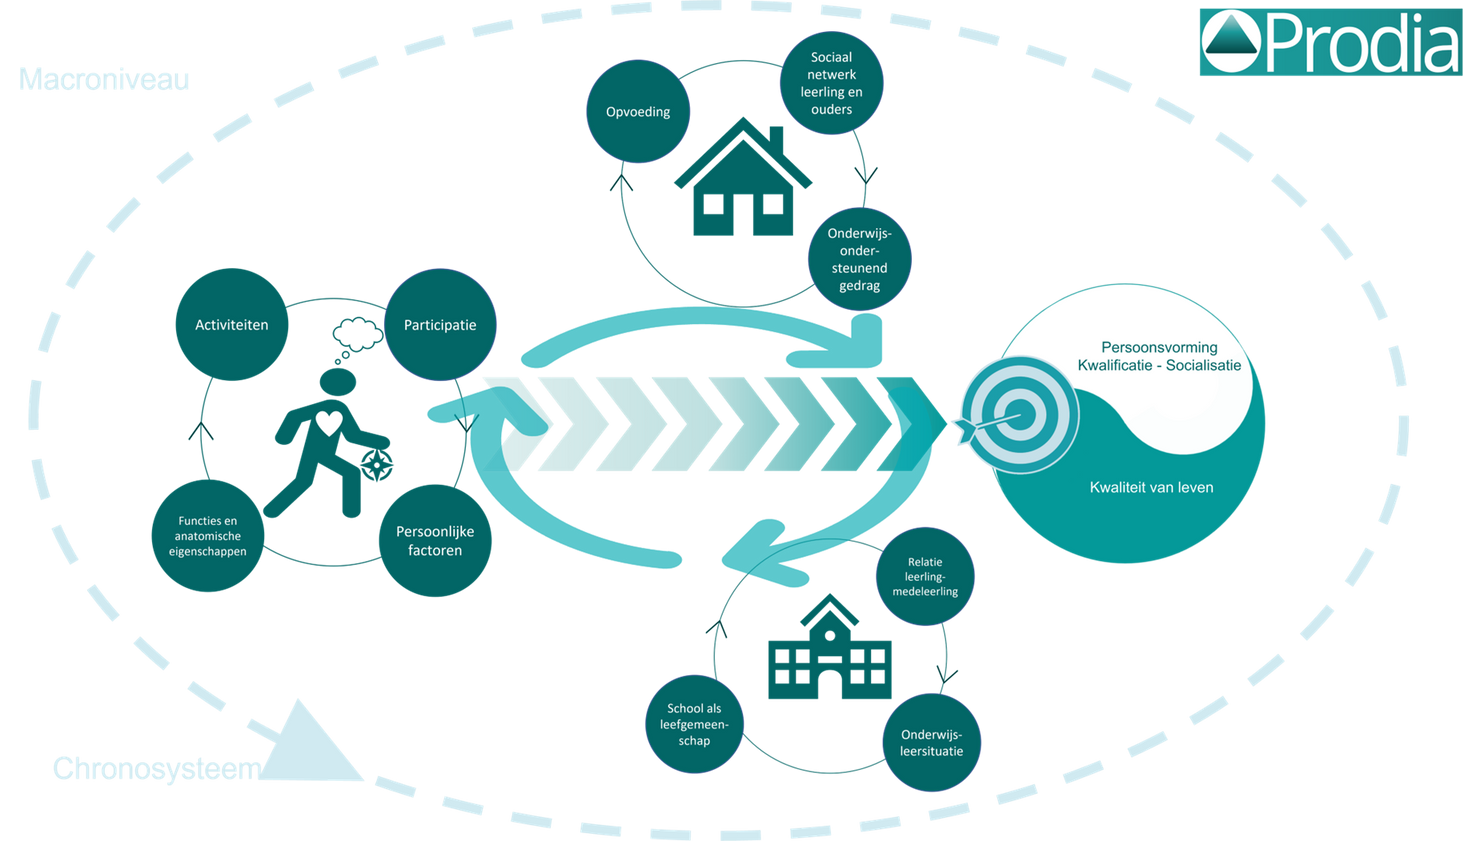 Prodia
Macroniveau
Sociaal
netwerk
leerling en
ouders
Opvoeding
Onderwijs-
onder-
steunend
gedrag
Activiteiten
Participatie
Functies en
anatomische
eigenschappen
Persoonlijke
factoren
Persoonsvorming
Kwalificatie - Socialisatie
Kwaliteit van leven
Relatie
leerling-
medeleerling
School als
leefgemeen-
schap
Onderwijs-
leersituatie
Chronosysteem